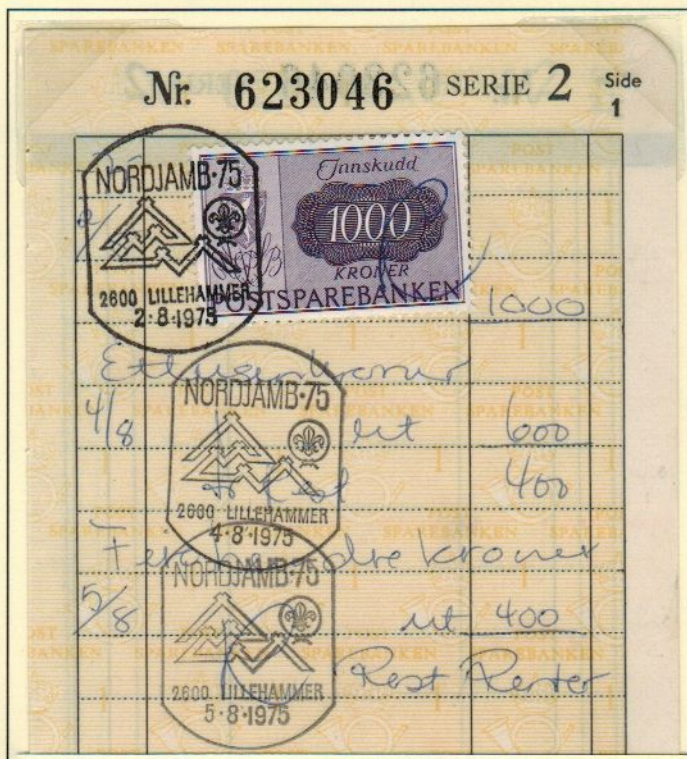 Nr. 623046 SERIE 2 Side 1
NORDJAMB·75
2600 LILLEHAMMER
2·8·1975
Innskudd
1000
KRONER
POSTSPAREBANKEN
1000
Ettusen kroner
NORDJAMB·75
2600 LILLEHAMMER
4·8·1975
4/8 ut 600
Rest 400
Fire hundre kroner
NORDJAMB·75
2600 LILLEHAMMER
5·8·1975
5/8 ut 400
Rest Renter